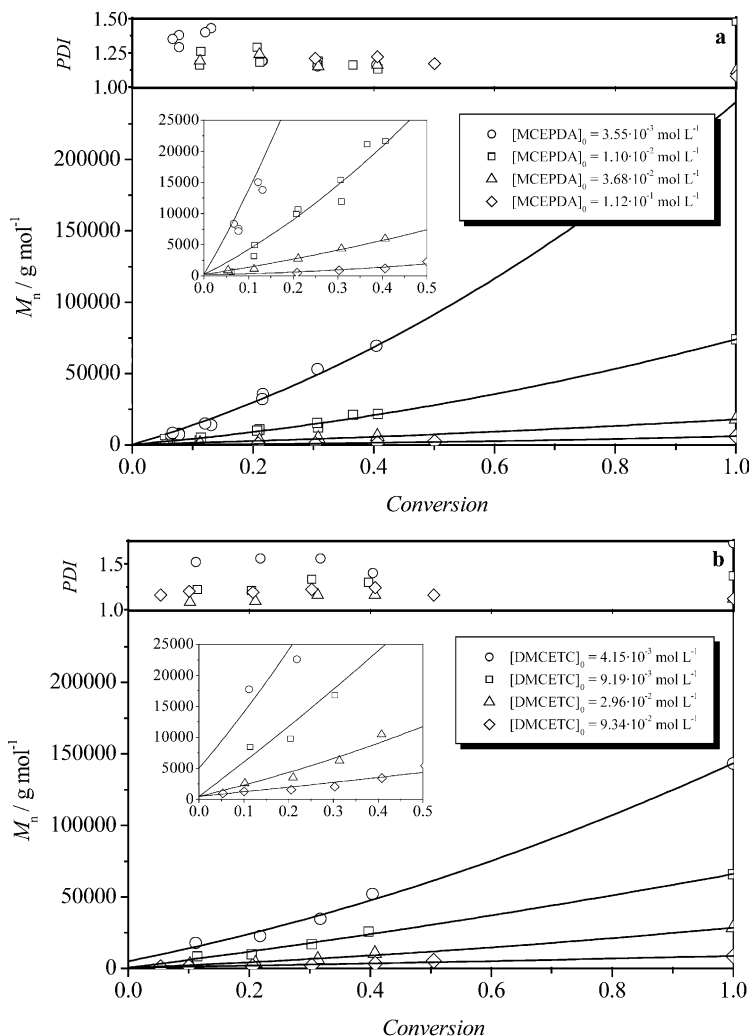 1.50
a
1.25
1.00
PDI
25000
20000
15000
10000
5000
0
0.0 0.1 0.2 0.3 0.4 0.5
[MCEPDA]0 = 3.55·10-3 mol L-1
[MCEPDA]0 = 1.10·10-2 mol L-1
[MCEPDA]0 = 3.68·10-2 mol L-1
[MCEPDA]0 = 1.12·10-1 mol L-1
200000
150000
100000
50000
0
Mn / g mol-1
0.0 0.2 0.4 0.6 0.8 1.0
Conversion
b
1.5
1.0
PDI
25000
20000
15000
10000
5000
0
0.0 0.1 0.2 0.3 0.4 0.5
[DMCETC]0 = 4.15·10-3 mol L-1
[DMCETC]0 = 9.19·10-3 mol L-1
[DMCETC]0 = 2.96·10-2 mol L-1
[DMCETC]0 = 9.34·10-2 mol L-1
200000
150000
100000
50000
0
Mn / g mol-1
0.0 0.2 0.4 0.6 0.8 1.0
Conversion